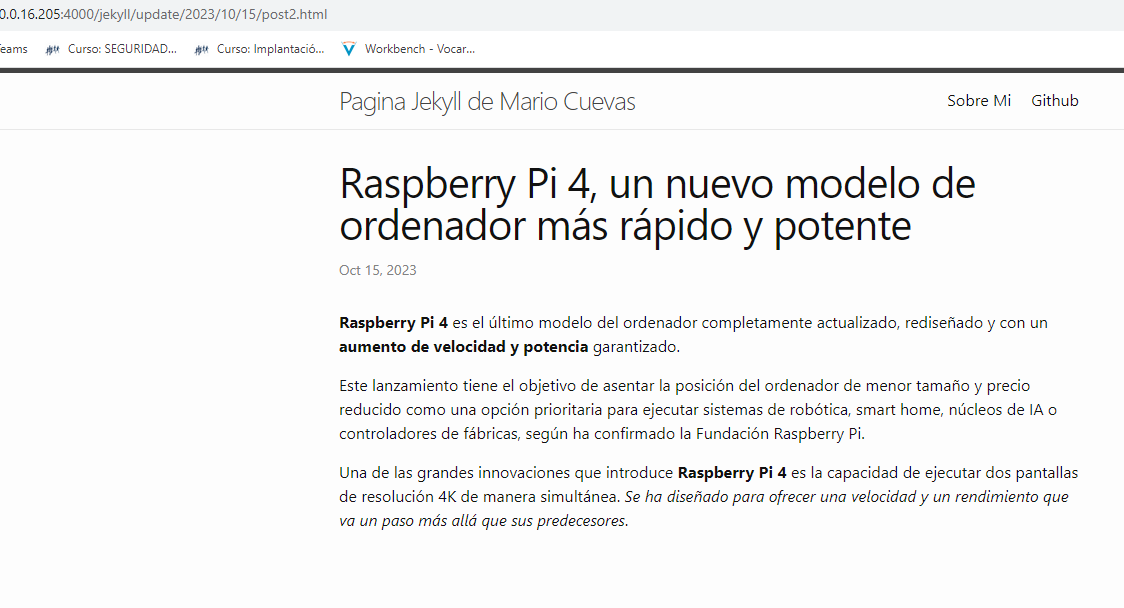 0.0.16.205:4000/jekyll/update/2023/10/15/post2.html
Teams Curso: SEGURIDAD... Curso: Implantació... Workbench - Vocar...
Pagina Jekyll de Mario Cuevas Sobre Mi Github
Raspberry Pi 4, un nuevo modelo de
ordenador más rápido y potente
Oct 15, 2023
Raspberry Pi 4 es el último modelo del ordenador completamente actualizado, rediseñado y con un
aumento de velocidad y potencia garantizado.
Este lanzamiento tiene el objetivo de asentar la posición del ordenador de menor tamaño y precio
reducido como una opción prioritaria para ejecutar sistemas de robótica, smart home, núcleos de IA o
controladores de fábricas, según ha confirmado la Fundación Raspberry Pi.
Una de las grandes innovaciones que introduce Raspberry Pi 4 es la capacidad de ejecutar dos pantallas
de resolución 4K de manera simultánea. Se ha diseñado para ofrecer una velocidad y un rendimiento que
va un paso más allá que sus predecesores.